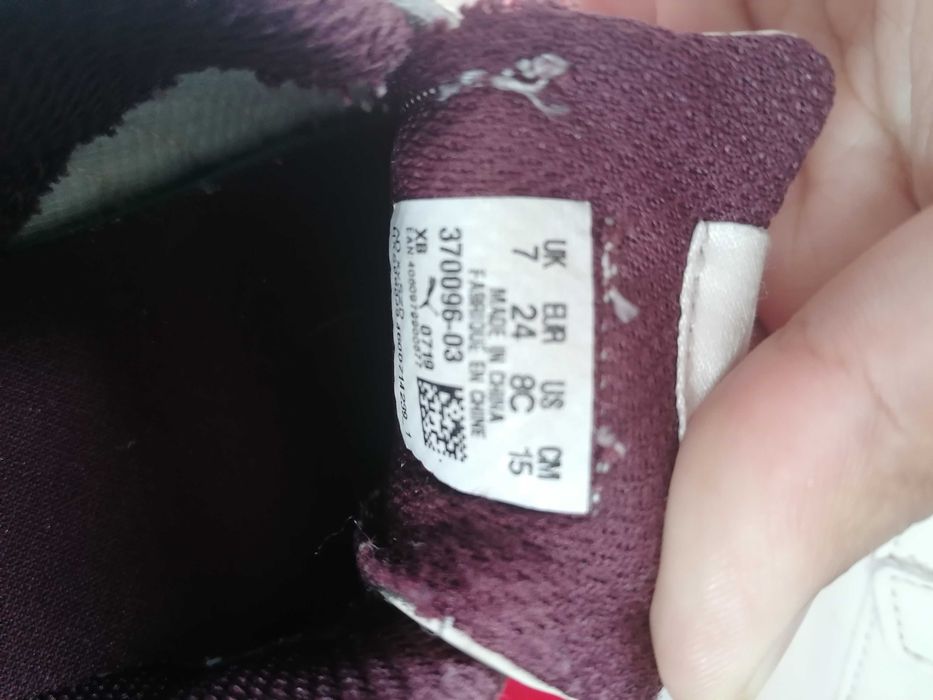 UK EUR US CM
7 24 8C 15
MADE IN CHINA
FABRIQUE EN CHINE
370096-03
XB 0719